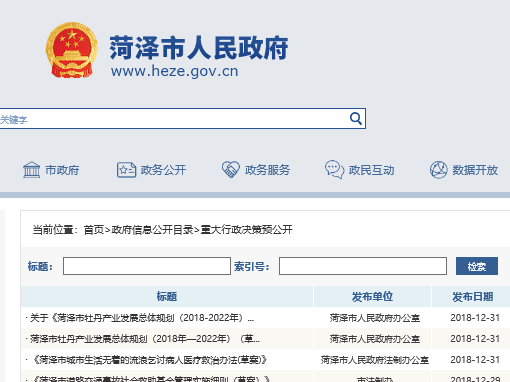 菏泽市人民政府
www.heze.gov.cn
关键字
市政府 政务公开 政务服务 政民互动 数据开放
当前位置：首页>政府信息公开目录>重大行政决策预公开
标题： 索引号： 检索
标题 发布单位 发布日期
· 关于《菏泽市牡丹产业发展总体规划（2018-2022年）... 菏泽市人民政府办公室 2018-12-31
· 菏泽市牡丹产业发展总体规划（2018年—2022年）（草... 菏泽市人民政府办公室 2018-12-31
· 《菏泽市城市生活无着的流浪乞讨病人医疗救治办法(草案)》 菏泽市人民政府法制办公室 2018-12-31
· 《菏泽市道路交通事故社会救助基金管理实施细则（草案）》 市法制办 2018-12-29